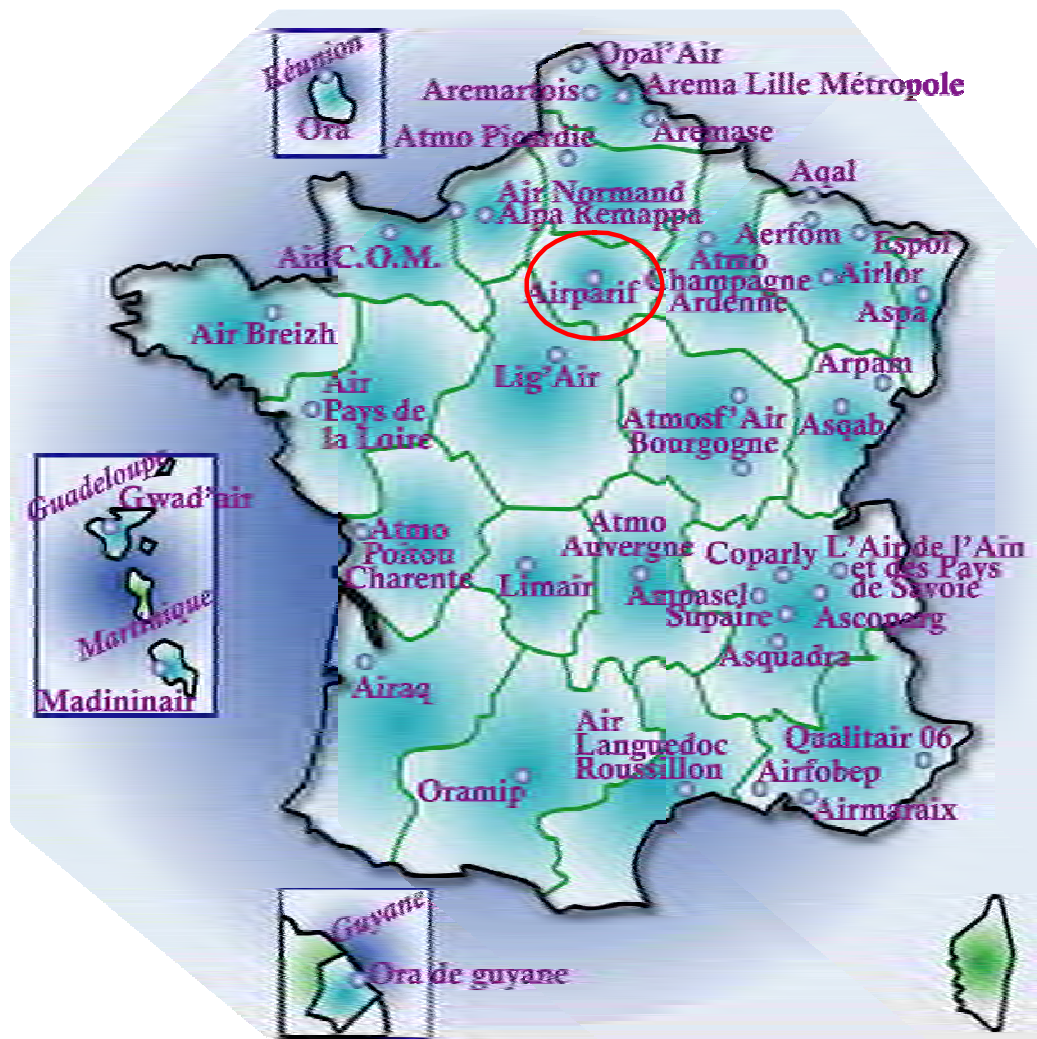 Réunion
Ora
Opal'Air
Aremartois
Arema Lille Métropole
Atmo Picardie
Aremase
Aqal
Air Normand
Alpa Remappa
Air C.O.M.
Aerfom
Espol
Atmo
Champagne
Ardenne
Airlor
Aspa
Airparif
Air Breizh
Lig'Air
Arpam
Air
Pays de
la Loire
Atmosf'Air
Bourgogne
Asqab
Guadeloupe
Gwad'air
Martinique
Madininair
Atmo
Poitou
Charente
Limair
Atmo
Auvergne
Coparly
L'Air de l'Ain
et des Pays
de Savoie
Ampasel
Supaire
Ascoparg
Asquadra
Airaq
Air
Languedoc
Roussillon
Oramip
Qualitair 06
Airfobep
Airmaraix
Guyane
Ora de guyane